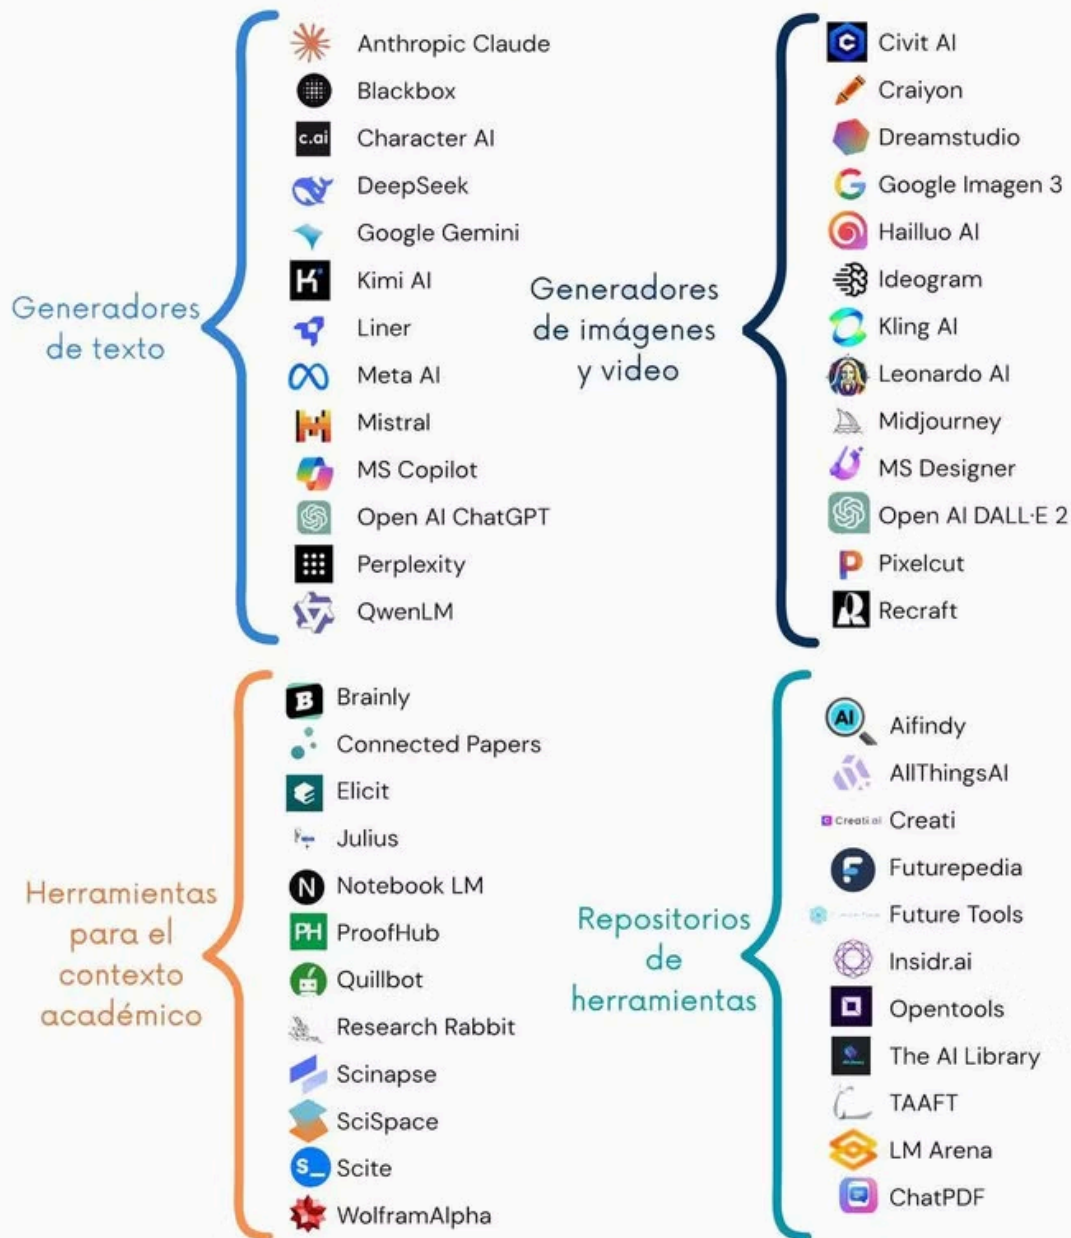 Generadores
de texto
Anthropic Claude
Blackbox
c.ai Character AI
DeepSeek
Google Gemini
Kimi AI
Liner
Meta AI
Mistral
MS Copilot
Open AI ChatGPT
Perplexity
QwenLM
Generadores
de imágenes
y video
Civit AI
Craiyon
Dreamstudio
Google Imagen 3
Hailluo AI
Ideogram
Kling AI
Leonardo AI
Midjourney
MS Designer
Open AI DALL·E 2
Pixelcut
Recraft
Herramientas
para el
contexto
académico
B Brainly
Connected Papers
Elicit
Julius
N Notebook LM
PH ProofHub
Quillbot
Research Rabbit
Scinapse
SciSpace
S_ Scite
WolframAlpha
Repositorios
de
herramientas
AI Aifindy
AllThingsAI
Creati.ai Creati
Futurepedia
Future Tools
Insidr.ai
Opentools
The AI Library
TAAFT
LM Arena
ChatPDF